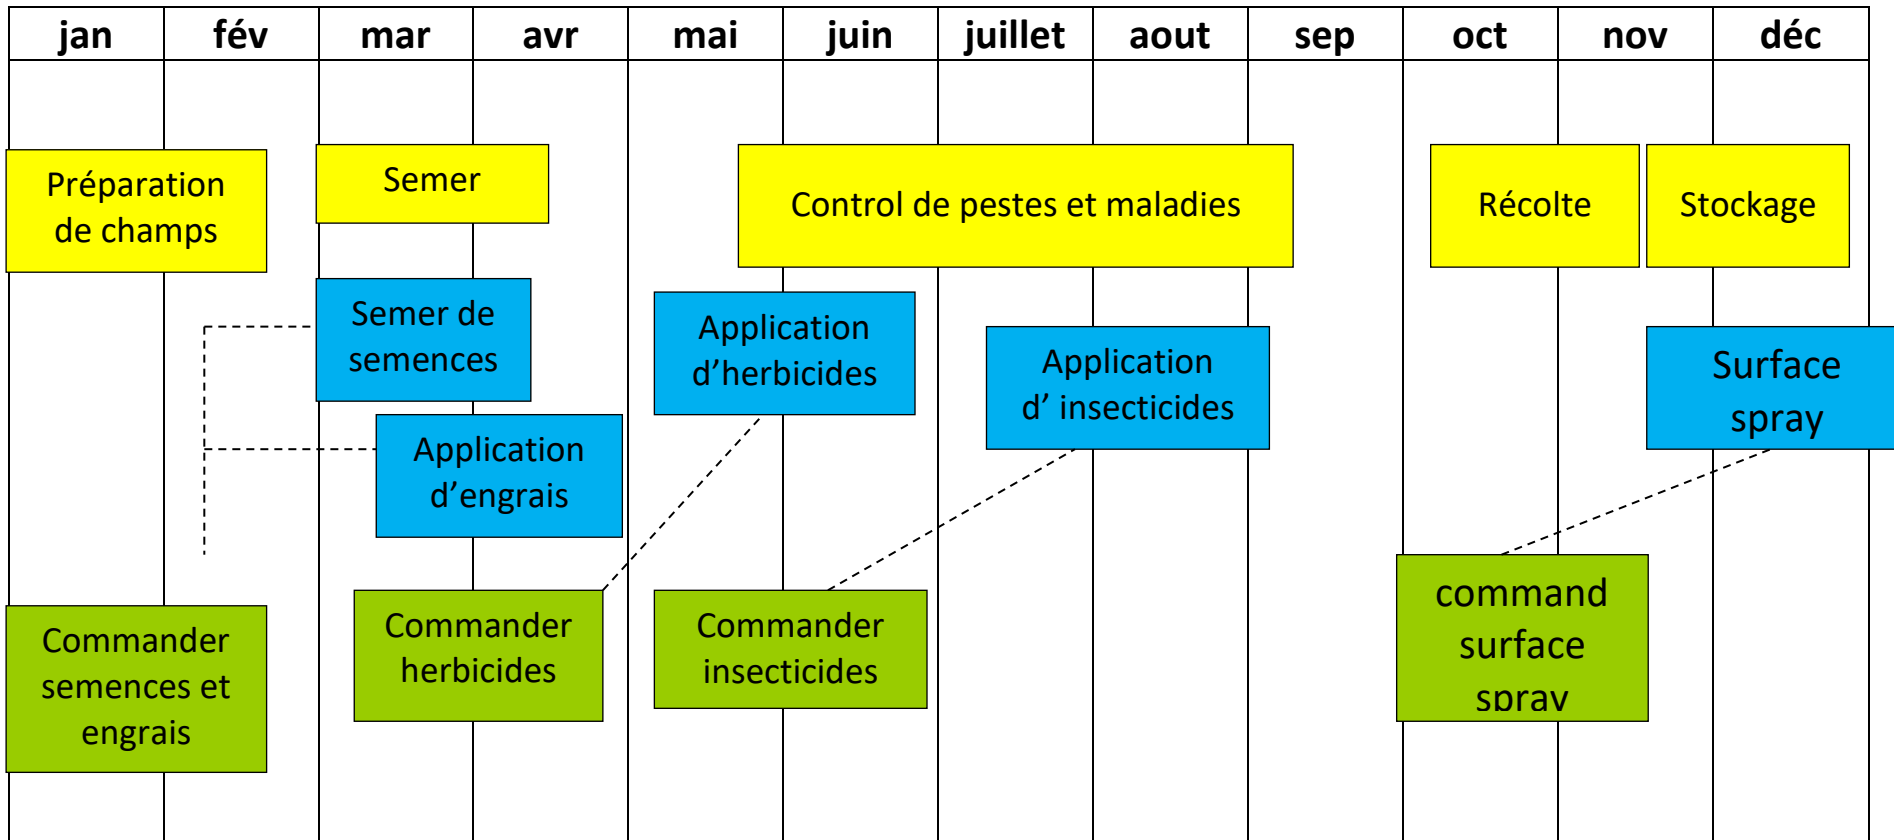 jan fév mar avr mai juin juillet aout sep oct nov déc
Préparation
de champs
Semer
Control de pestes et maladies
Récolte
Stockage
Semer de
semences
Application
d’herbicides
Application
d’ insecticides
Surface
spray
Application
d’engrais
Commander
semences et
engrais
Commander
herbicides
Commander
insecticides
command
surface
spray